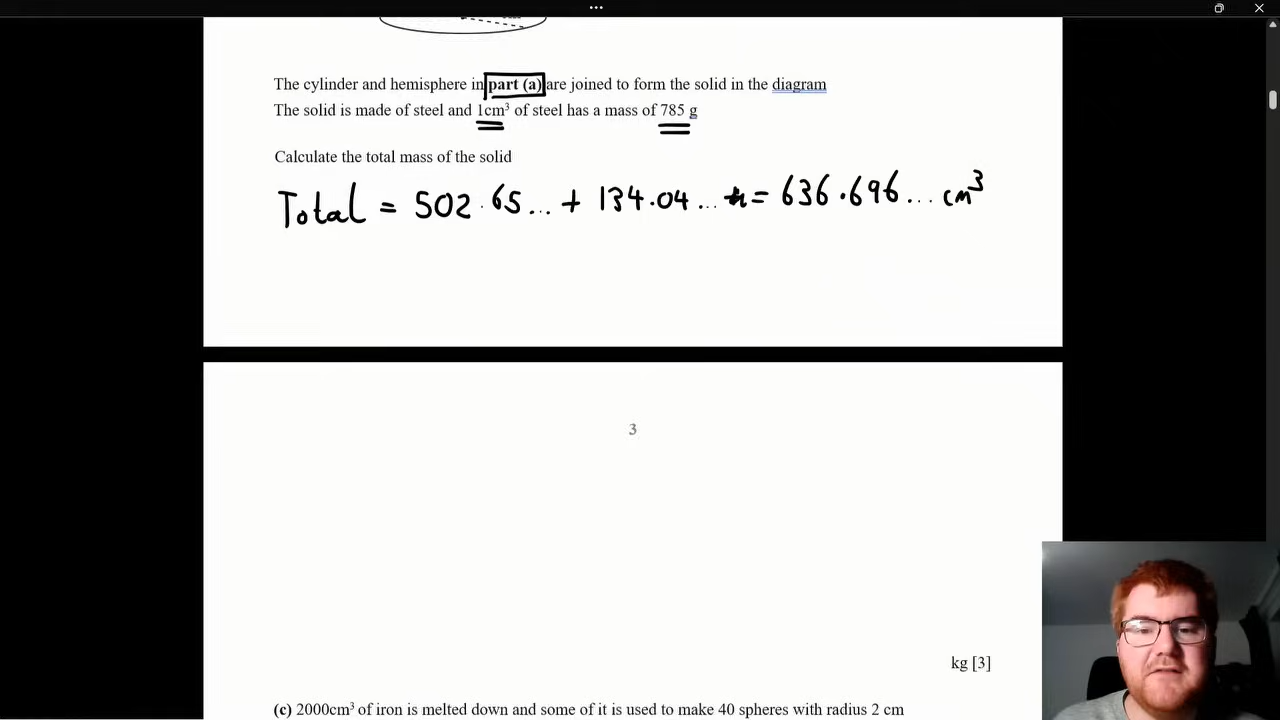 The cylinder and hemisphere in part (a) are joined to form the solid in the diagram
The solid is made of steel and 1cm³ of steel has a mass of 785 g
Calculate the total mass of the solid
Total = 502.65... + 134.04... = 636.696... cm³
3
kg [3]
(c) 2000cm³ of iron is melted down and some of it is used to make 40 spheres with radius 2 cm